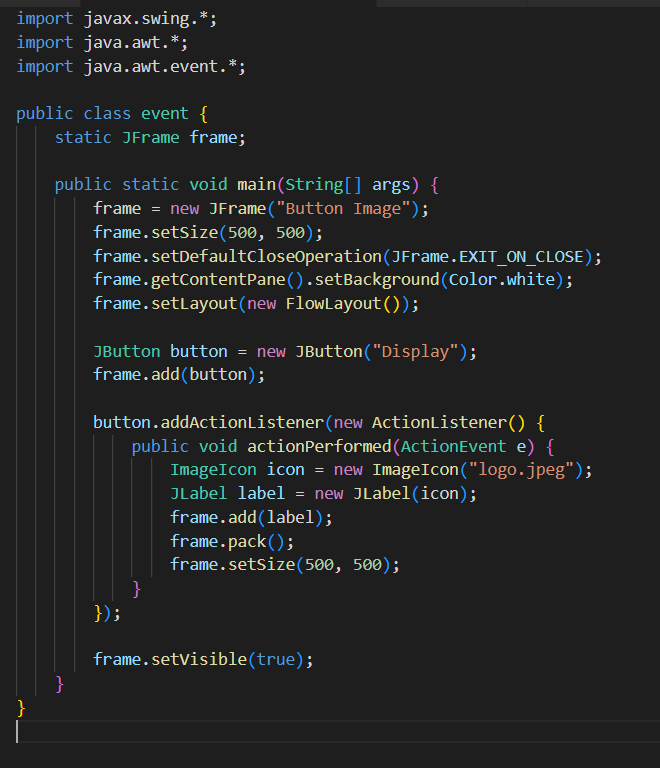 import javax.swing.*;
import java.awt.*;
import java.awt.event.*;

public class event {
    static JFrame frame;

    public static void main(String[] args) {
        frame = new JFrame("Button Image");
        frame.setSize(500, 500);
        frame.setDefaultCloseOperation(JFrame.EXIT_ON_CLOSE);
        frame.getContentPane().setBackground(Color.white);
        frame.setLayout(new FlowLayout());

        JButton button = new JButton("Display");
        frame.add(button);

        button.addActionListener(new ActionListener() {
            public void actionPerformed(ActionEvent e) {
                ImageIcon icon = new ImageIcon("logo.jpeg");
                JLabel label = new JLabel(icon);
                frame.add(label);
                frame.pack();
                frame.setSize(500, 500);
            }
        });

        frame.setVisible(true);
    }
}